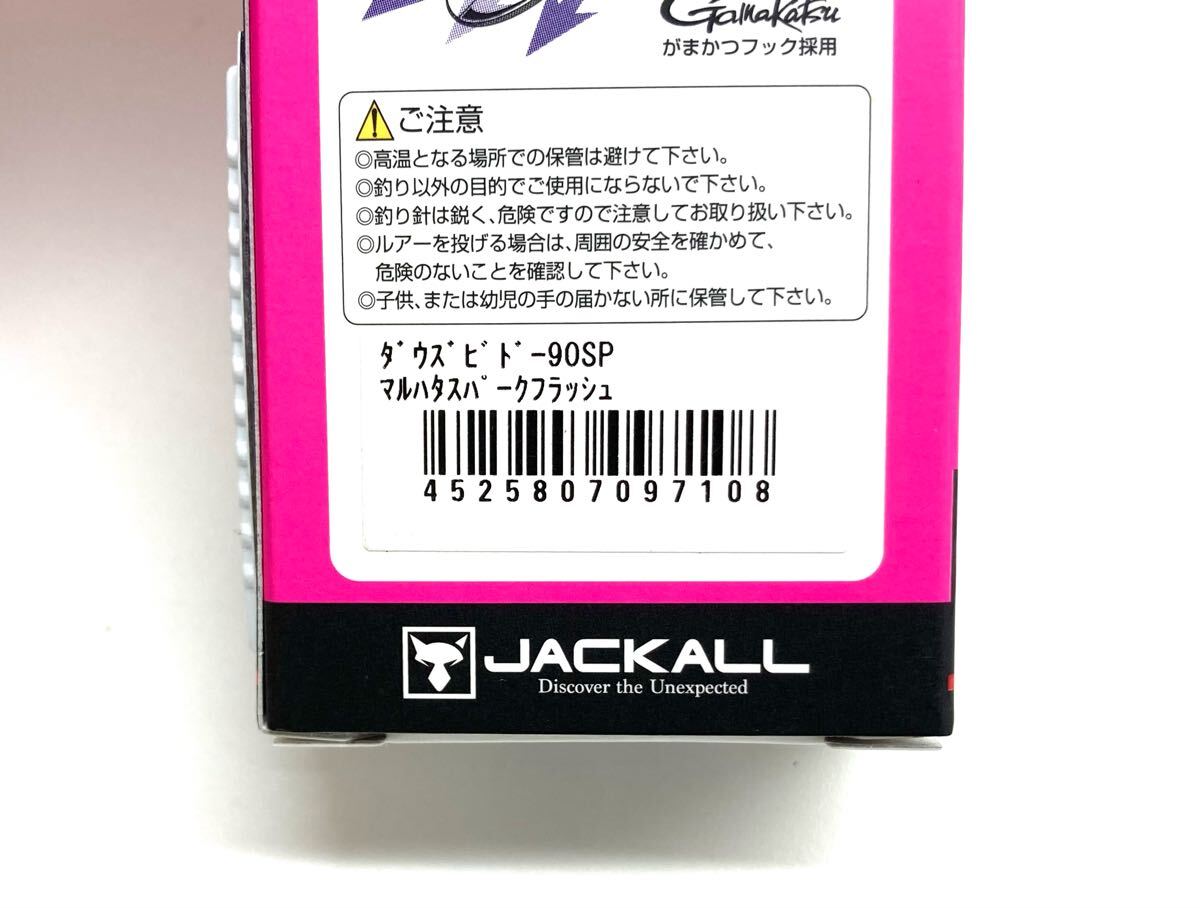 Gamakatsu
がまかつフック採用
ご注意
◎高温となる場所での保管は避けて下さい。
◎釣り以外の目的でご使用にならないで下さい。
◎釣り針は鋭く、危険ですので注意してお取り扱い下さい。
◎ルアーを投げる場合は、周囲の安全を確かめて、
危険のないことを確認して下さい。
◎子供、または幼児の手の届かない所に保管して下さい。
ﾀﾞｳｽﾞﾋﾞﾄﾞｰ90SP
ﾏﾙﾊﾀｽﾊﾟｰｸﾌﾗｯｼｭ
4525807097108
JACKALL
Discover the Unexpected